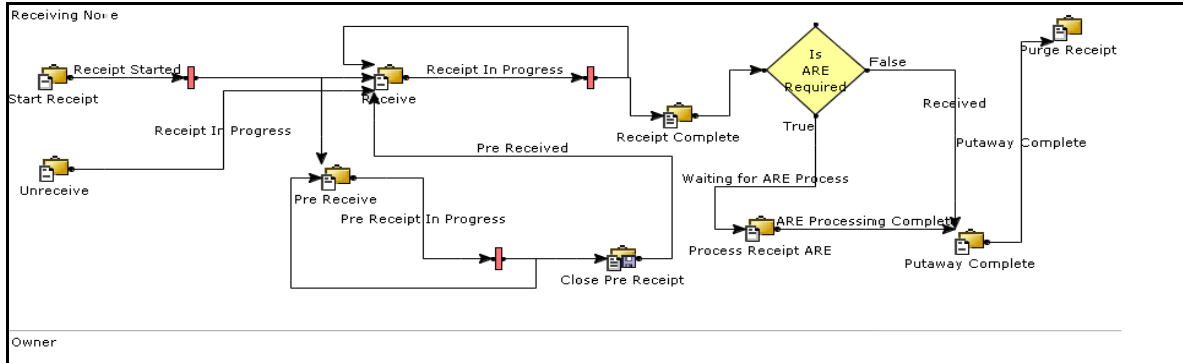 Receiving Node
Start Receipt
Receipt Started
Receive
Receipt In Progress
Receipt In Progress
Unreceive
Pre Receive
Pre Receipt In Progress
Pre Received
Close Pre Receipt
Receipt Complete
Is
ARE
Required
False
True
Received
Waiting for ARE Process
Process Receipt ARE
ARE Processing Complete
Putaway Complete
Putaway Complete
Purge Receipt
Owner